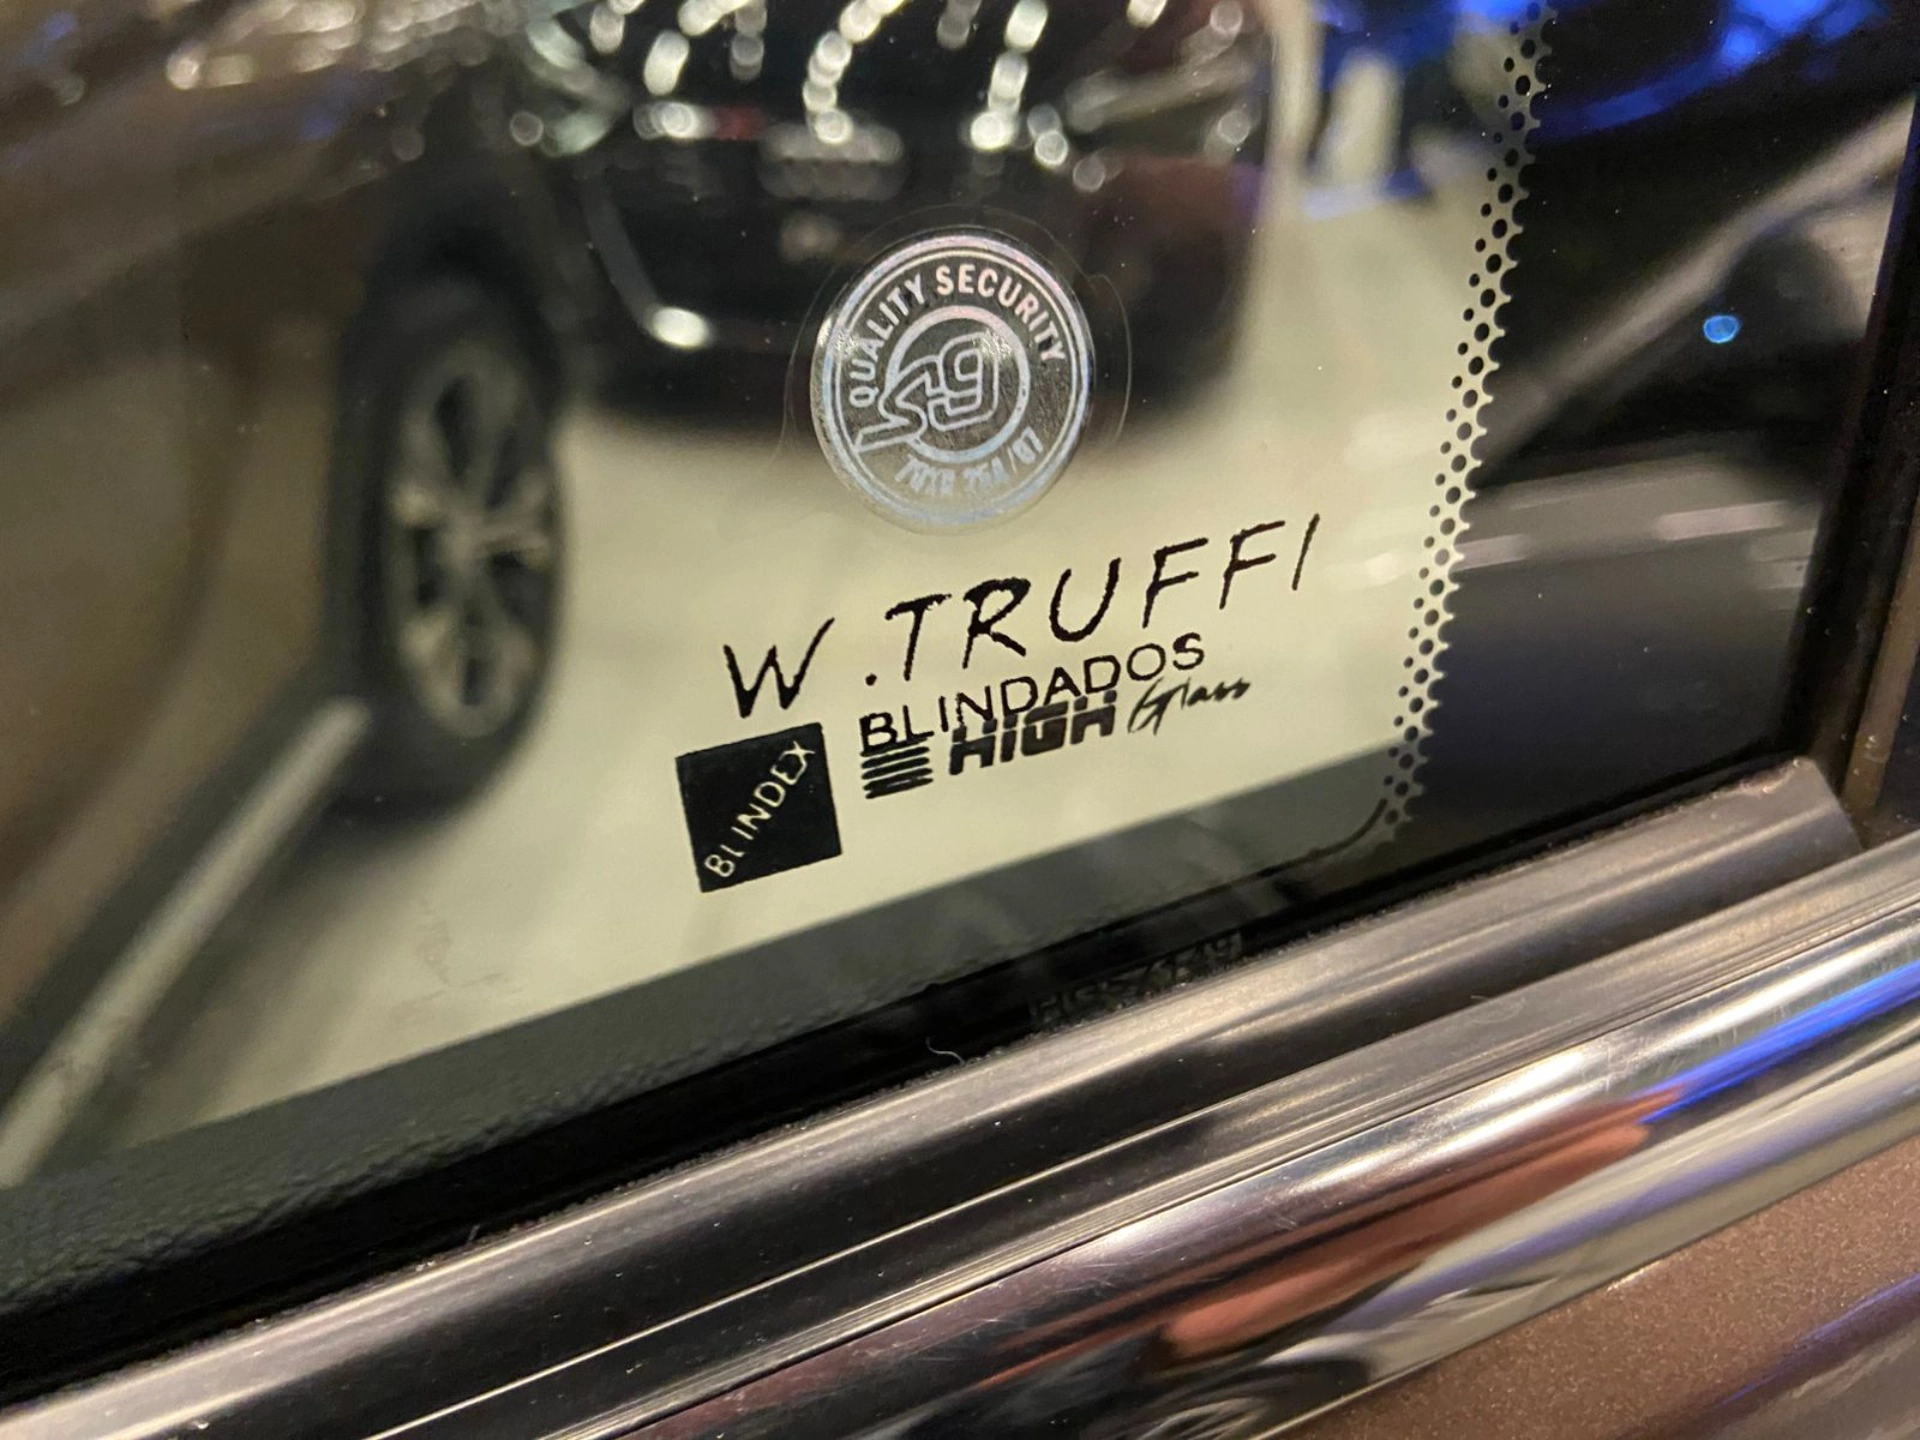 QUALITY SECURITY
W.TRUFFI
BLINDADOS
HIGH Glass
BLINDEX